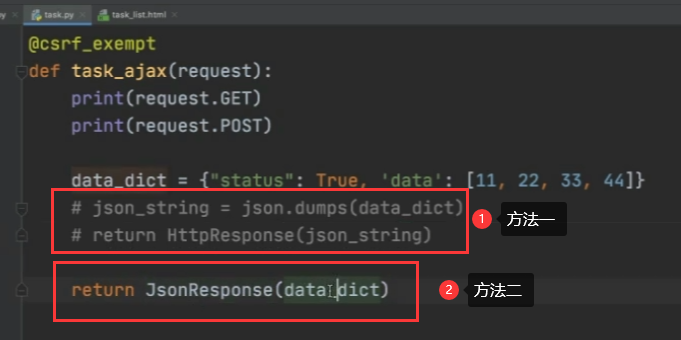 py × task.py × task_list.html ×
@csrf_exempt
def task_ajax(request):
print(request.GET)
print(request.POST)
data_dict = {"status": True, 'data': [11, 22, 33, 44]}
# json_string = json.dumps(data_dict)
# return HttpResponse(json_string)
1 方法一
return JsonResponse(data_dict)
2 方法二